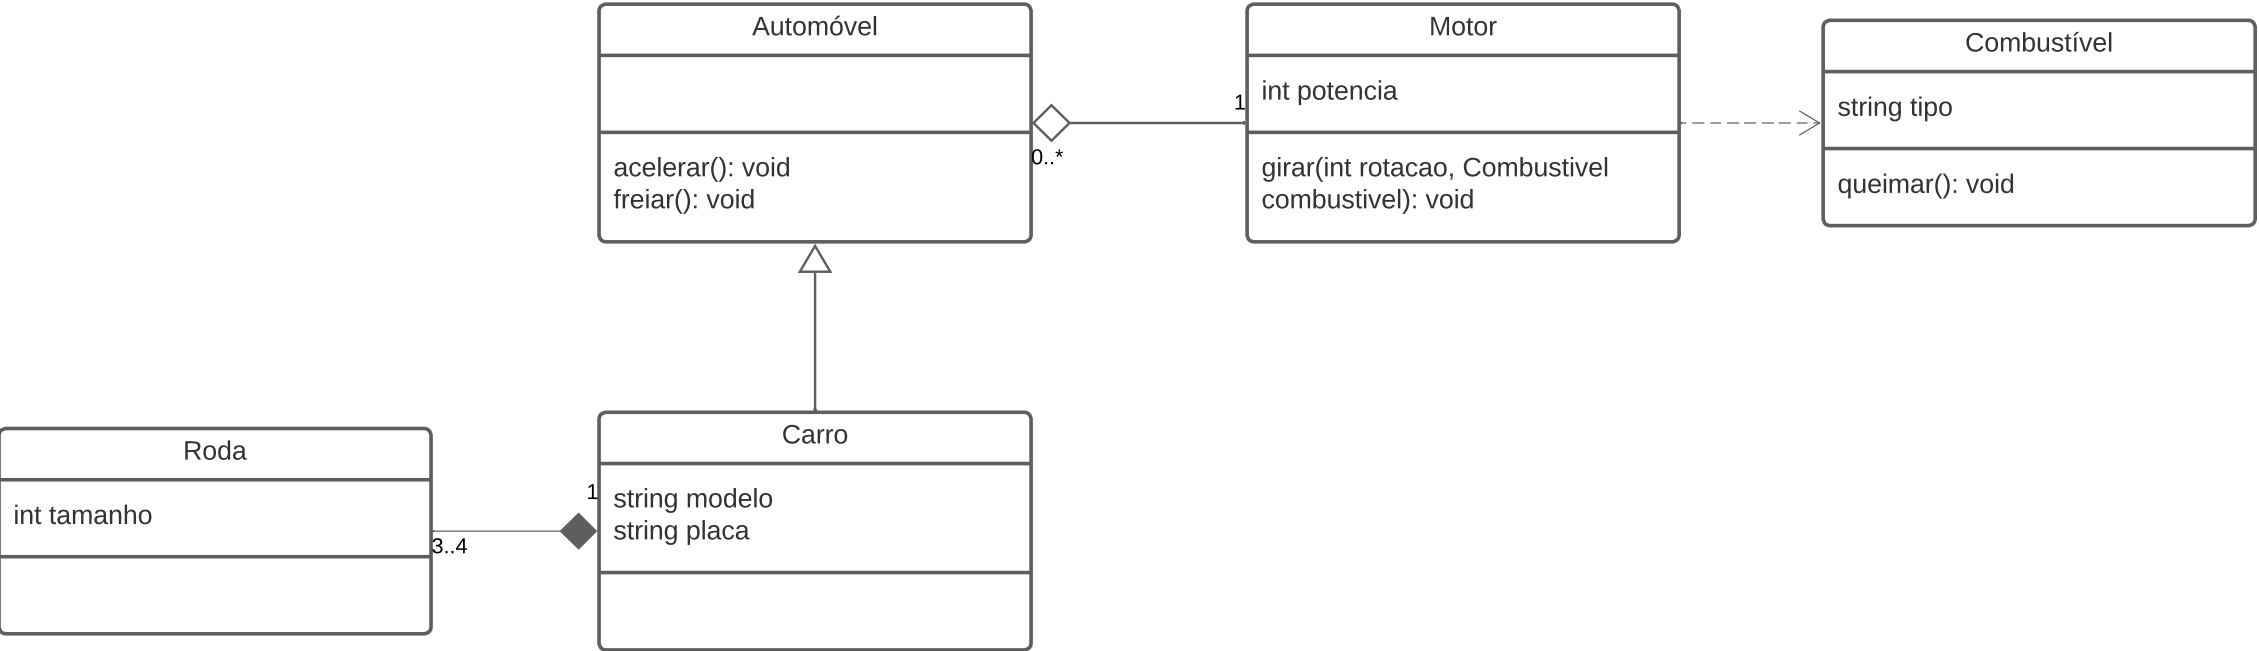 Automóvel
acelerar(): void
freiar(): void
0..*
1
Motor
int potencia
girar(int rotacao, Combustivel
combustivel): void
Combustível
string tipo
queimar(): void
Roda
int tamanho
3..4
1
Carro
string modelo
string placa